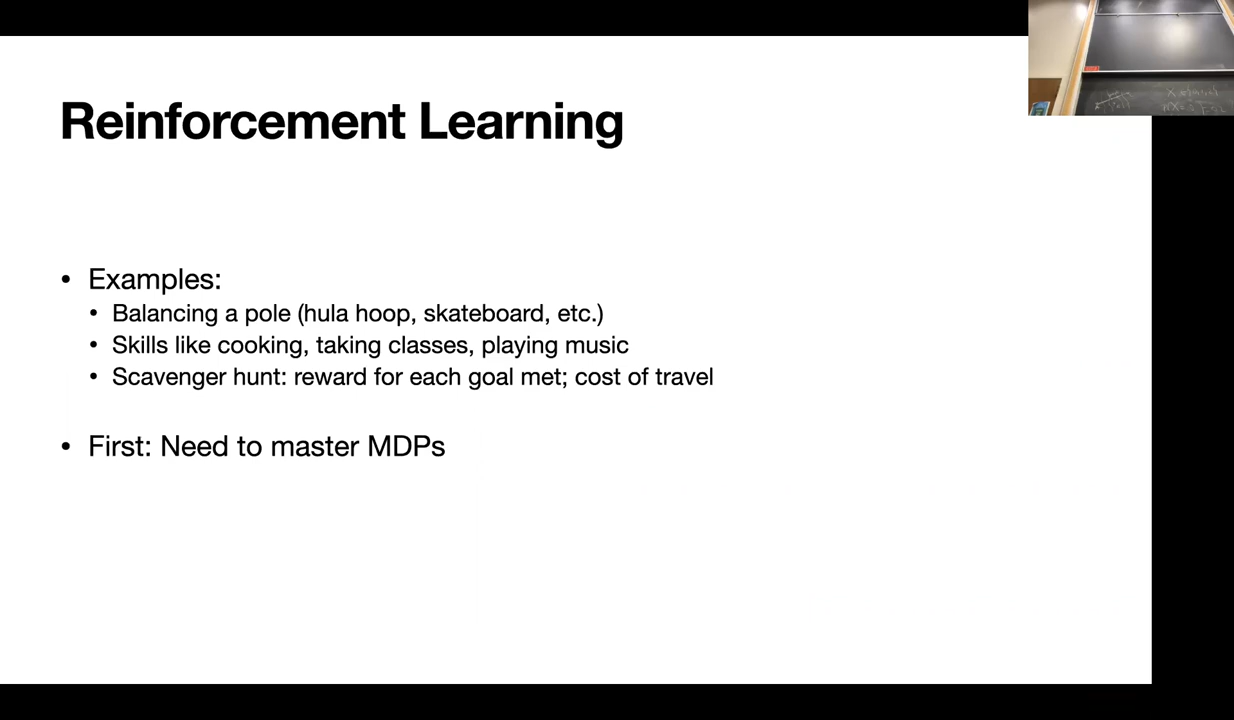 Reinforcement Learning
• Examples:
• Balancing a pole (hula hoop, skateboard, etc.)
• Skills like cooking, taking classes, playing music
• Scavenger hunt: reward for each goal met; cost of travel
• First: Need to master MDPs